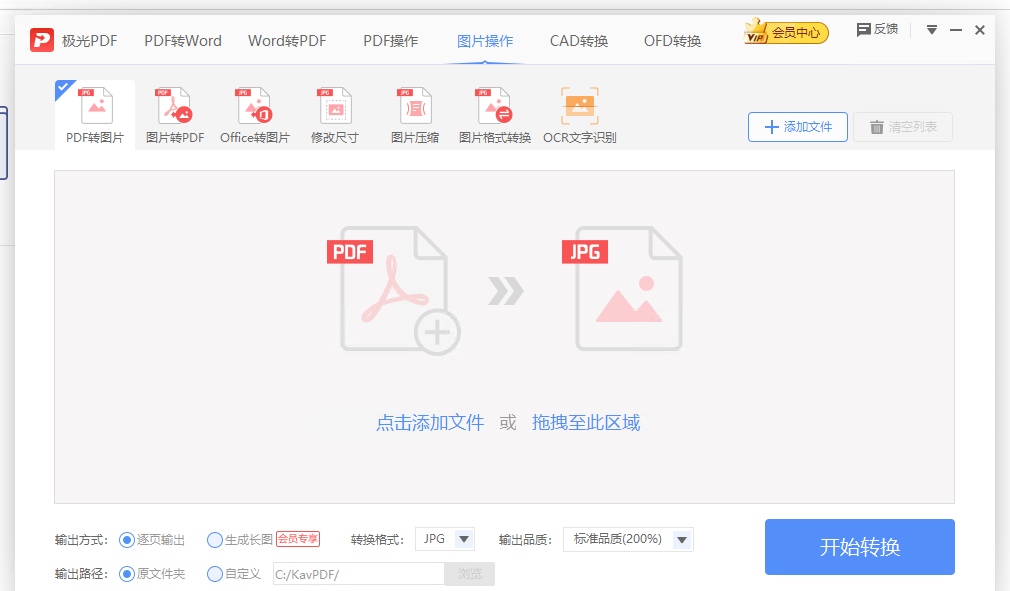 极光PDF PDF转Word Word转PDF PDF操作 图片操作 CAD转换 OFD转换 VIP 会员中心 反馈
JPG PDF JPG JPG JPG JPG
PDF转图片 图片转PDF Office转图片 修改尺寸 图片压缩 图片格式转换 OCR文字识别 添加文件 清空列表
PDF JPG
点击添加文件 或 拖拽至此区域
输出方式: 逐页输出 生成长图 会员专享 转换格式: JPG 输出品质: 标准品质(200%)
开始转换
输出路径: 原文件夹 自定义 C:/KavPDF/ 浏览